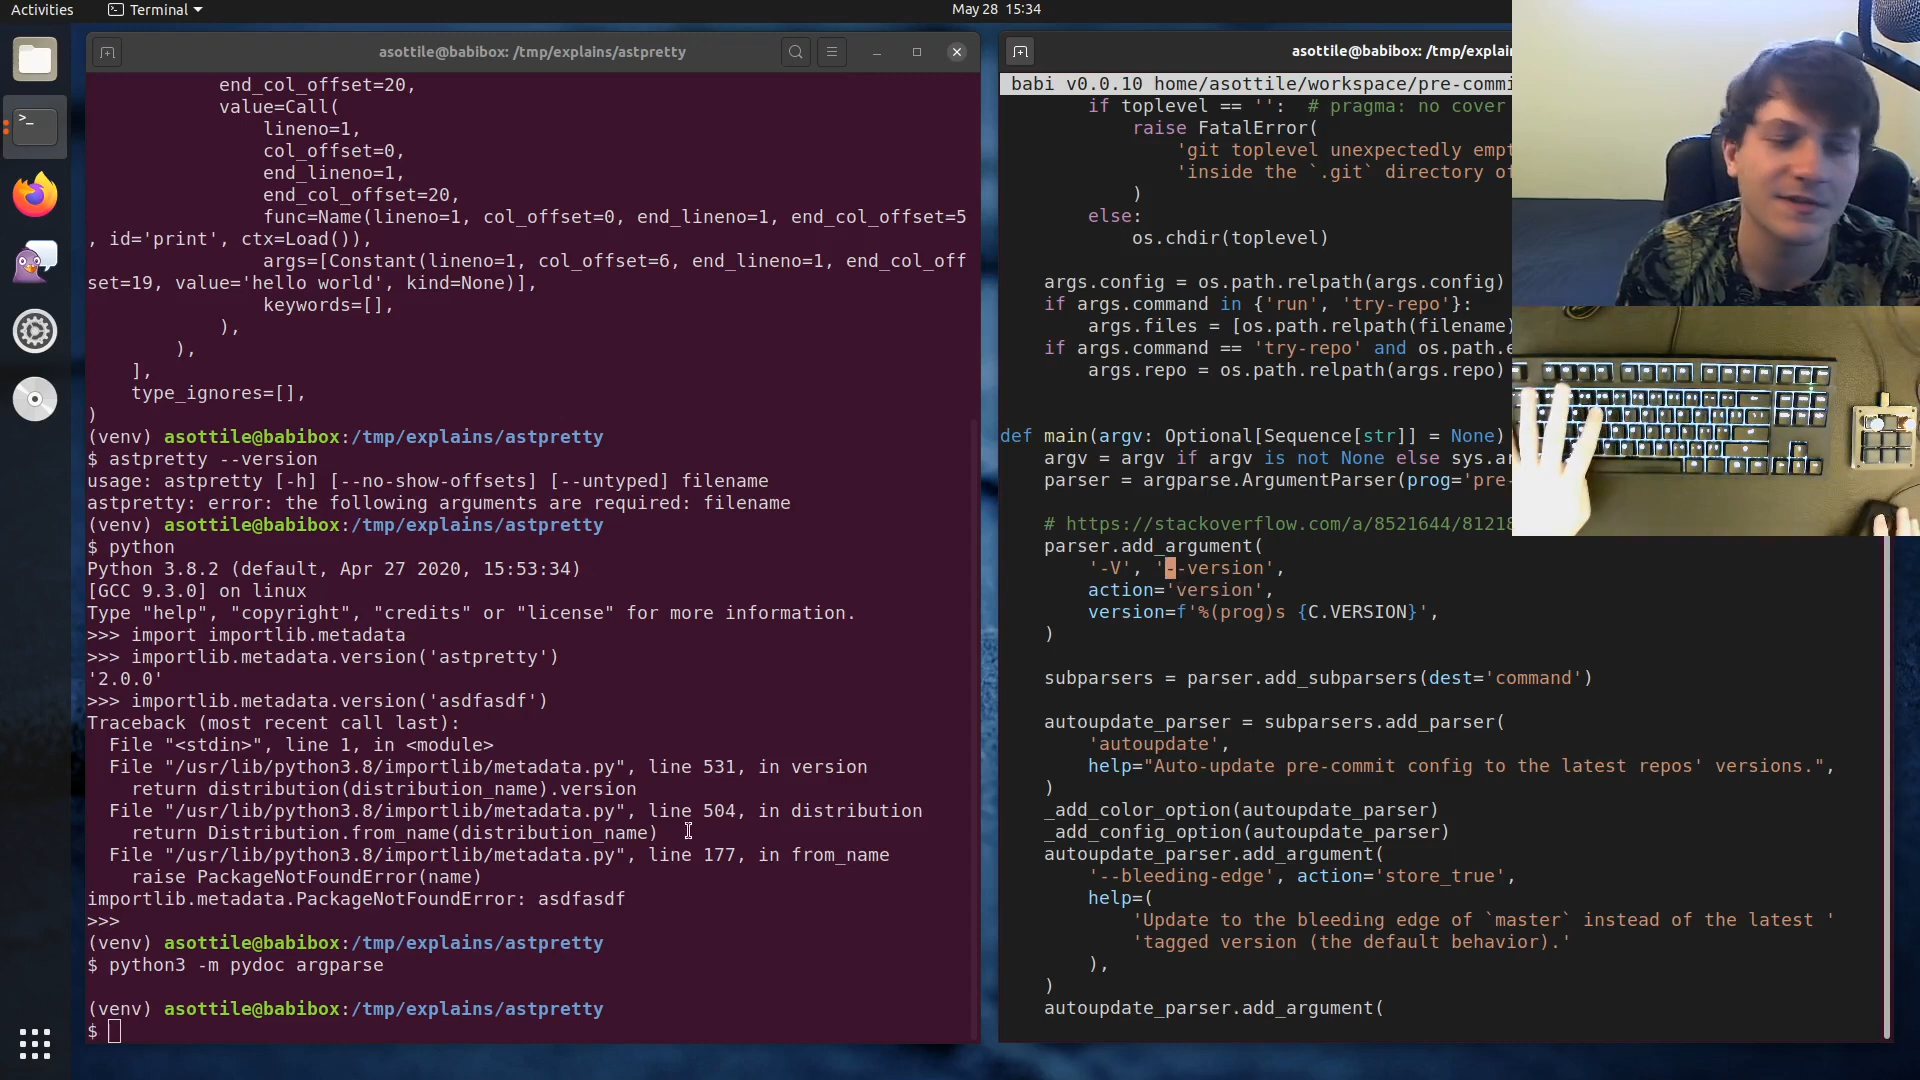 Activities
Terminal
May 28 15:34
asottile@babibox: /tmp/explains/astpretty
end_col_offset=20,
value=Call(
lineno=1,
col_offset=0,
end_lineno=1,
end_col_offset=20,
func=Name(lineno=1, col_offset=0, end_lineno=1, end_col_offset=5
, id='print', ctx=Load()),
args=[Constant(lineno=1, col_offset=6, end_lineno=1, end_col_off
set=19, value='hello world', kind=None)],
keywords=[],
),
),
],
type_ignores=[],
)
(venv) asottile@babibox:/tmp/explains/astpretty
$ astpretty --version
usage: astpretty [-h] [--no-show-offsets] [--untyped] filename
astpretty: error: the following arguments are required: filename
(venv) asottile@babibox:/tmp/explains/astpretty
$ python
Python 3.8.2 (default, Apr 27 2020, 15:53:34)
[GCC 9.3.0] on linux
Type "help", "copyright", "credits" or "license" for more information.
>>> import importlib.metadata
>>> importlib.metadata.version('astpretty')
'2.0.0'
>>> importlib.metadata.version('asdfasdf')
Traceback (most recent call last):
File "<stdin>", line 1, in <module>
File "/usr/lib/python3.8/importlib/metadata.py", line 531, in version
return distribution(distribution_name).version
File "/usr/lib/python3.8/importlib/metadata.py", line 504, in distribution
return Distribution.from_name(distribution_name)
File "/usr/lib/python3.8/importlib/metadata.py", line 177, in from_name
raise PackageNotFoundError(name)
importlib.metadata.PackageNotFoundError: asdfasdf
>>>
(venv) asottile@babibox:/tmp/explains/astpretty
$ python3 -m pydoc argparse
(venv) asottile@babibox:/tmp/explains/astpretty
$
asottile@babibox: /tmp/explai
babi v0.0.10 home/asottile/workspace/pre-commi
if toplevel == '':  # pragma: no cover
raise FatalError(
'git toplevel unexpectedly empt
'inside the `.git` directory of
)
else:
os.chdir(toplevel)
args.config = os.path.relpath(args.config)
if args.command in {'run', 'try-repo'}:
args.files = [os.path.relpath(filename)
if args.command == 'try-repo' and os.path.e
args.repo = os.path.relpath(args.repo)
def main(argv: Optional[Sequence[str]] = None)
argv = argv if argv is not None else sys.ar
parser = argparse.ArgumentParser(prog='pre-
# https://stackoverflow.com/a/8521644/81218
parser.add_argument(
'-V', '--version',
action='version',
version=f'%(prog)s {C.VERSION}',
)
subparsers = parser.add_subparsers(dest='command')
autoupdate_parser = subparsers.add_parser(
'autoupdate',
help="Auto-update pre-commit config to the latest repos' versions.",
)
_add_color_option(autoupdate_parser)
_add_config_option(autoupdate_parser)
autoupdate_parser.add_argument(
'--bleeding-edge', action='store_true',
help=(
'Update to the bleeding edge of `master` instead of the latest '
'tagged version (the default behavior).'
),
)
autoupdate_parser.add_argument(